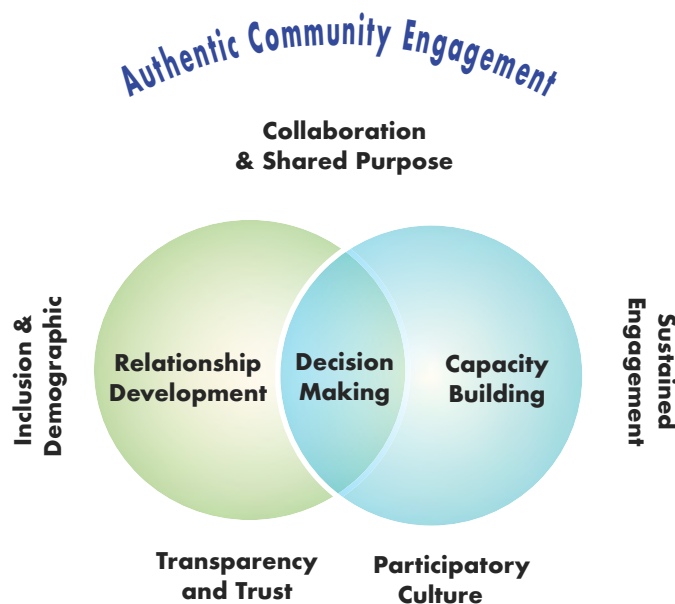 Authentic Community Engagement
Collaboration
& Shared Purpose
Inclusion &
Demographic
Relationship
Development
Decision
Making
Capacity
Building
Sustained
Engagement
Transparency
and Trust
Participatory
Culture